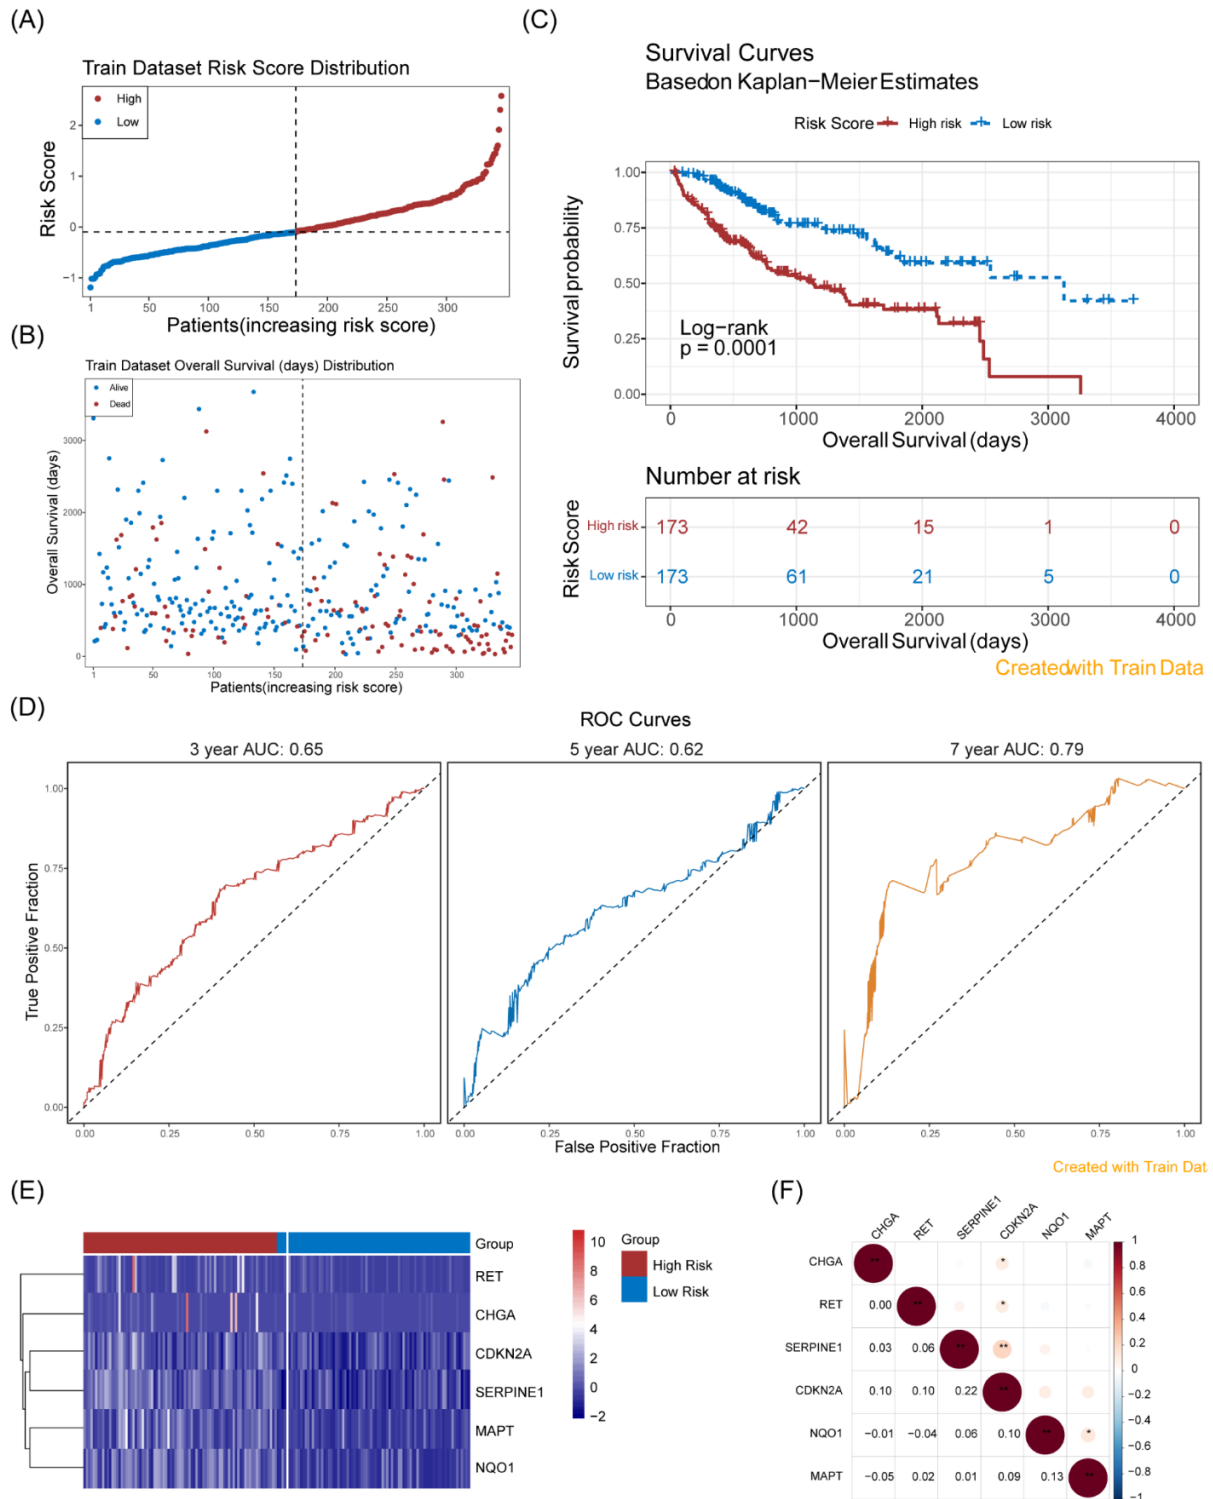 (A)
Train Dataset Risk Score Distribution
High
Low
2
1
0
−1
Risk Score
1 50 100 150 200 250 300
Patients(increasing risk score)
(B)
Train Dataset Overall Survival (days) Distribution
Alive
Dead
3000
2000
1000
0
Overall Survival (days)
1 50 100 150 200 250 300
Patients(increasing risk score)
(C)
Survival Curves
Basedon Kaplan−Meier Estimates
Risk Score High risk Low risk
1.00
0.75
0.50
0.25
0.00
Survival probability
Log−rank
p = 0.0001
0 1000 2000 3000 4000
Overall Survival (days)
Number at risk
Risk Score
High risk 173 42 15 1 0
Low risk 173 61 21 5 0
0 1000 2000 3000 4000
Overall Survival (days)
Createdwith Train Data
(D)
ROC Curves
3 year AUC: 0.65
5 year AUC: 0.62
7 year AUC: 0.79
1.00
0.75
0.50
0.25
0.00
True Positive Fraction
0.00 0.25 0.50 0.75 1.00
0.00 0.25 0.50 0.75 1.00
0.00 0.25 0.50 0.75 1.00
False Positive Fraction
Created with Train Dat
(E)
Group
RET
CHGA
CDKN2A
SERPINE1
MAPT
NQO1
10
8
6
4
2
0
−2
Group
High Risk
Low Risk
(F)
CHGA RET SERPINE1 CDKN2A NQO1 MAPT
CHGA ** *
RET 0.00 ** *
SERPINE1 0.03 0.06 ** **
CDKN2A 0.10 0.10 0.22 **
NQO1 −0.01 −0.04 0.06 0.10 ** *
MAPT −0.05 0.02 0.01 0.09 0.13 **
1
0.8
0.6
0.4
0.2
0
−0.2
−0.4
−0.6
−0.8
−1